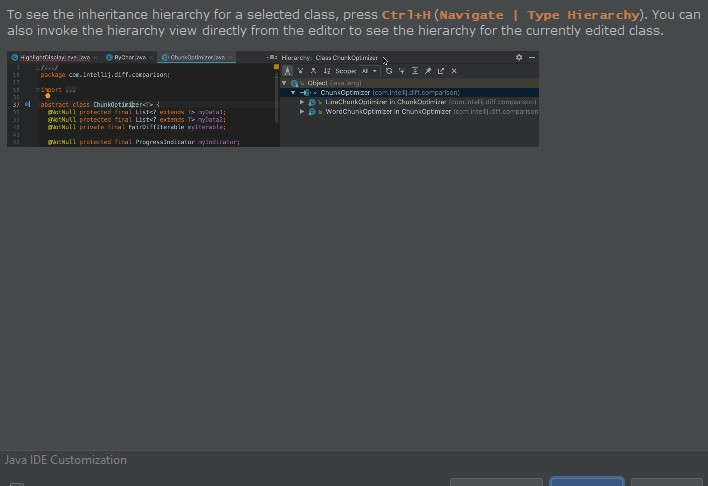 To see the inheritance hierarchy for a selected class, press Ctrl+H (Navigate | Type Hierarchy). You can
also invoke the hierarchy view directly from the editor to see the hierarchy for the currently edited class.
HighlightDisplayLevel.java ByChar.java ChunkOptimizer.java
Hierarchy: Class ChunkOptimizer
Scope: All
1 /.../
16 package com.intellij.diff.comparison;
17
18 import ...
36
37 abstract class ChunkOptimizer<T> {
38 @NotNull protected final List<? extends T> myData1;
39 @NotNull protected final List<? extends T> myData2;
40 @NotNull private final FairDiffIterable myIterable;
41
42 @NotNull protected final ProgressIndicator myIndicator;
Object (java.lang)
ChunkOptimizer (com.intellij.diff.comparison)
LineChunkOptimizer in ChunkOptimizer (com.intellij.diff.comparison)
WordChunkOptimizer in ChunkOptimizer (com.intellij.diff.comparison
Java IDE Customization